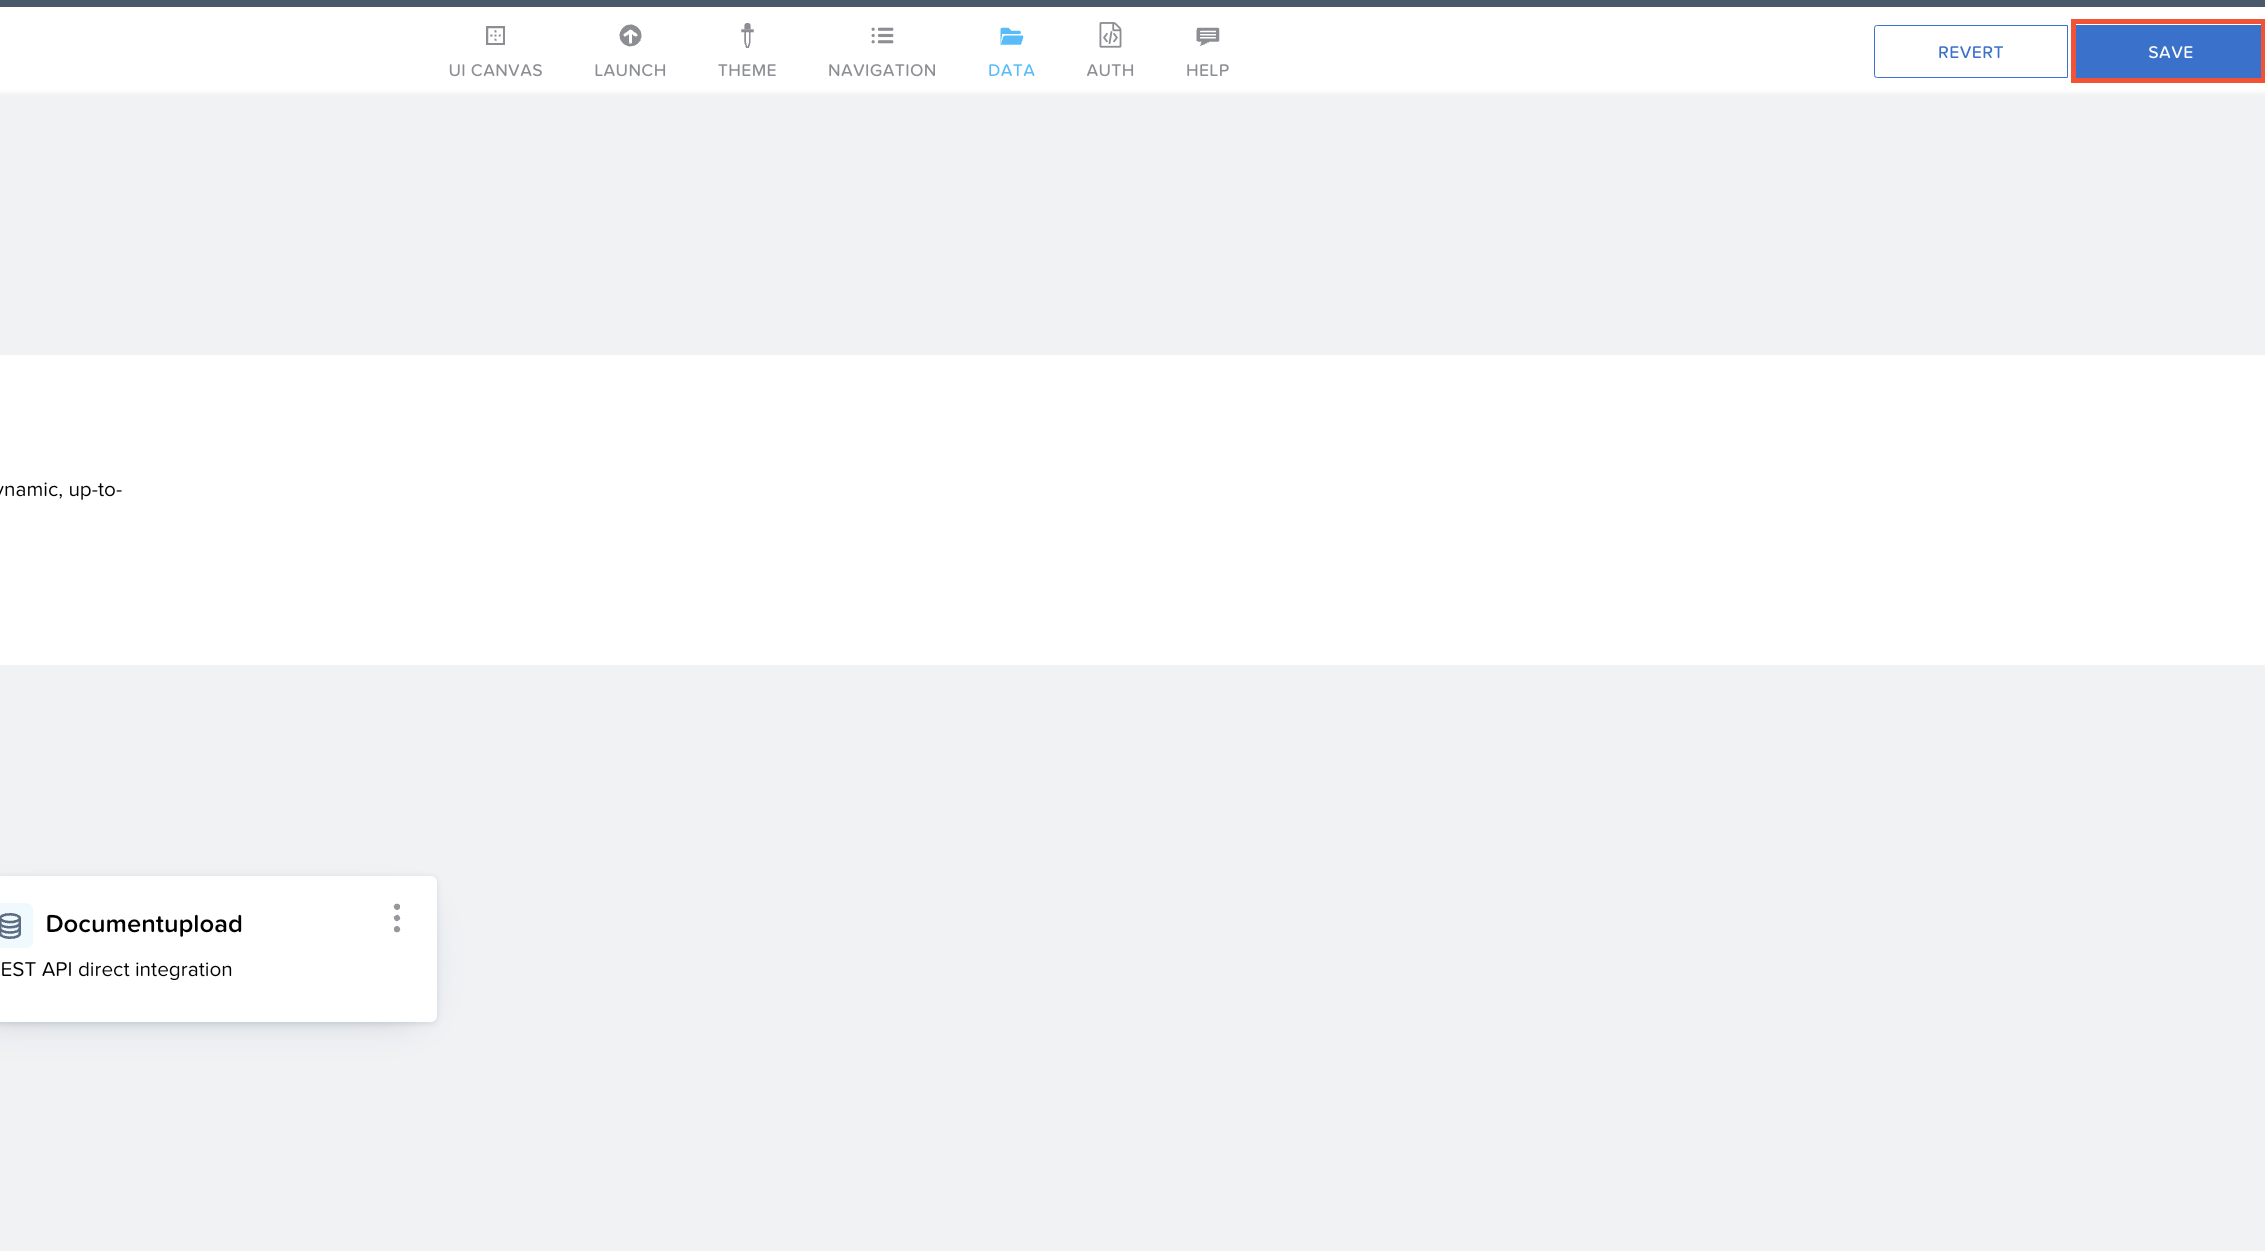 UI CANVAS
LAUNCH
THEME
NAVIGATION
DATA
AUTH
HELP
REVERT
SAVE
ynamic, up-to-
Documentupload
EST API direct integration